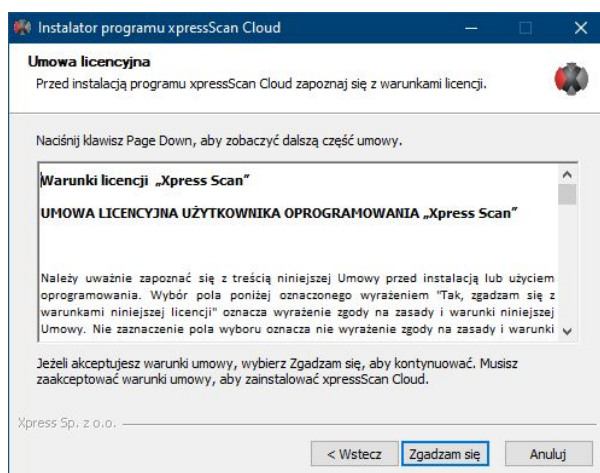 Instalator programu xpressScan Cloud
Umowa licencyjna
Przed instalacją programu xpressScan Cloud zapoznaj się z warunkami licencji.
Naciśnij klawisz Page Down, aby zobaczyć dalszą część umowy.
Warunki licencji „Xpress Scan”
UMOWA LICENCYJNA UŻYTKOWNIKA OPROGRAMOWANIA „Xpress Scan”
Należy uważnie zapoznać się z treścią niniejszej Umowy przed instalacją lub użyciem
oprogramowania. Wybór pola poniżej oznaczonego wyrażeniem "Tak, zgadzam się z
warunkami niniejszej licencji" oznacza wyrażenie zgody na zasady i warunki niniejszej
Umowy. Nie zaznaczenie pola wyboru oznacza nie wyrażenie zgody na zasady i warunki
Jeżeli akceptujesz warunki umowy, wybierz Zgadzam się, aby kontynuować. Musisz
zaakceptować warunki umowy, aby zainstalować xpressScan Cloud.
Xpress Sp. z o.o.
< Wstecz Zgadzam się Anuluj